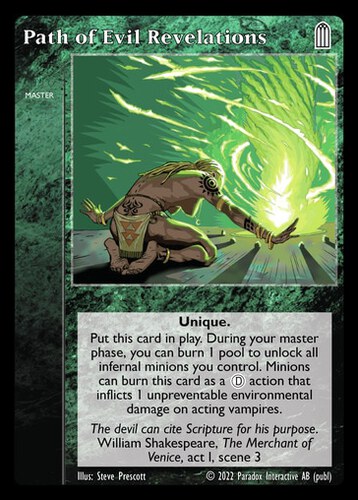 Path of Evil Revelations
MASTER
Unique.
Put this card in play. During your master
phase, you can burn 1 pool to unlock all
infernal minions you control. Minions
can burn this card as a Ⓓ action that
inflicts 1 unpreventable environmental
damage on acting vampires.
The devil can cite Scripture for his purpose.
William Shakespeare, The Merchant of
Venice, act I, scene 3
Illus: Steve Prescott
© 2022 Paradox Interactive AB (publ)